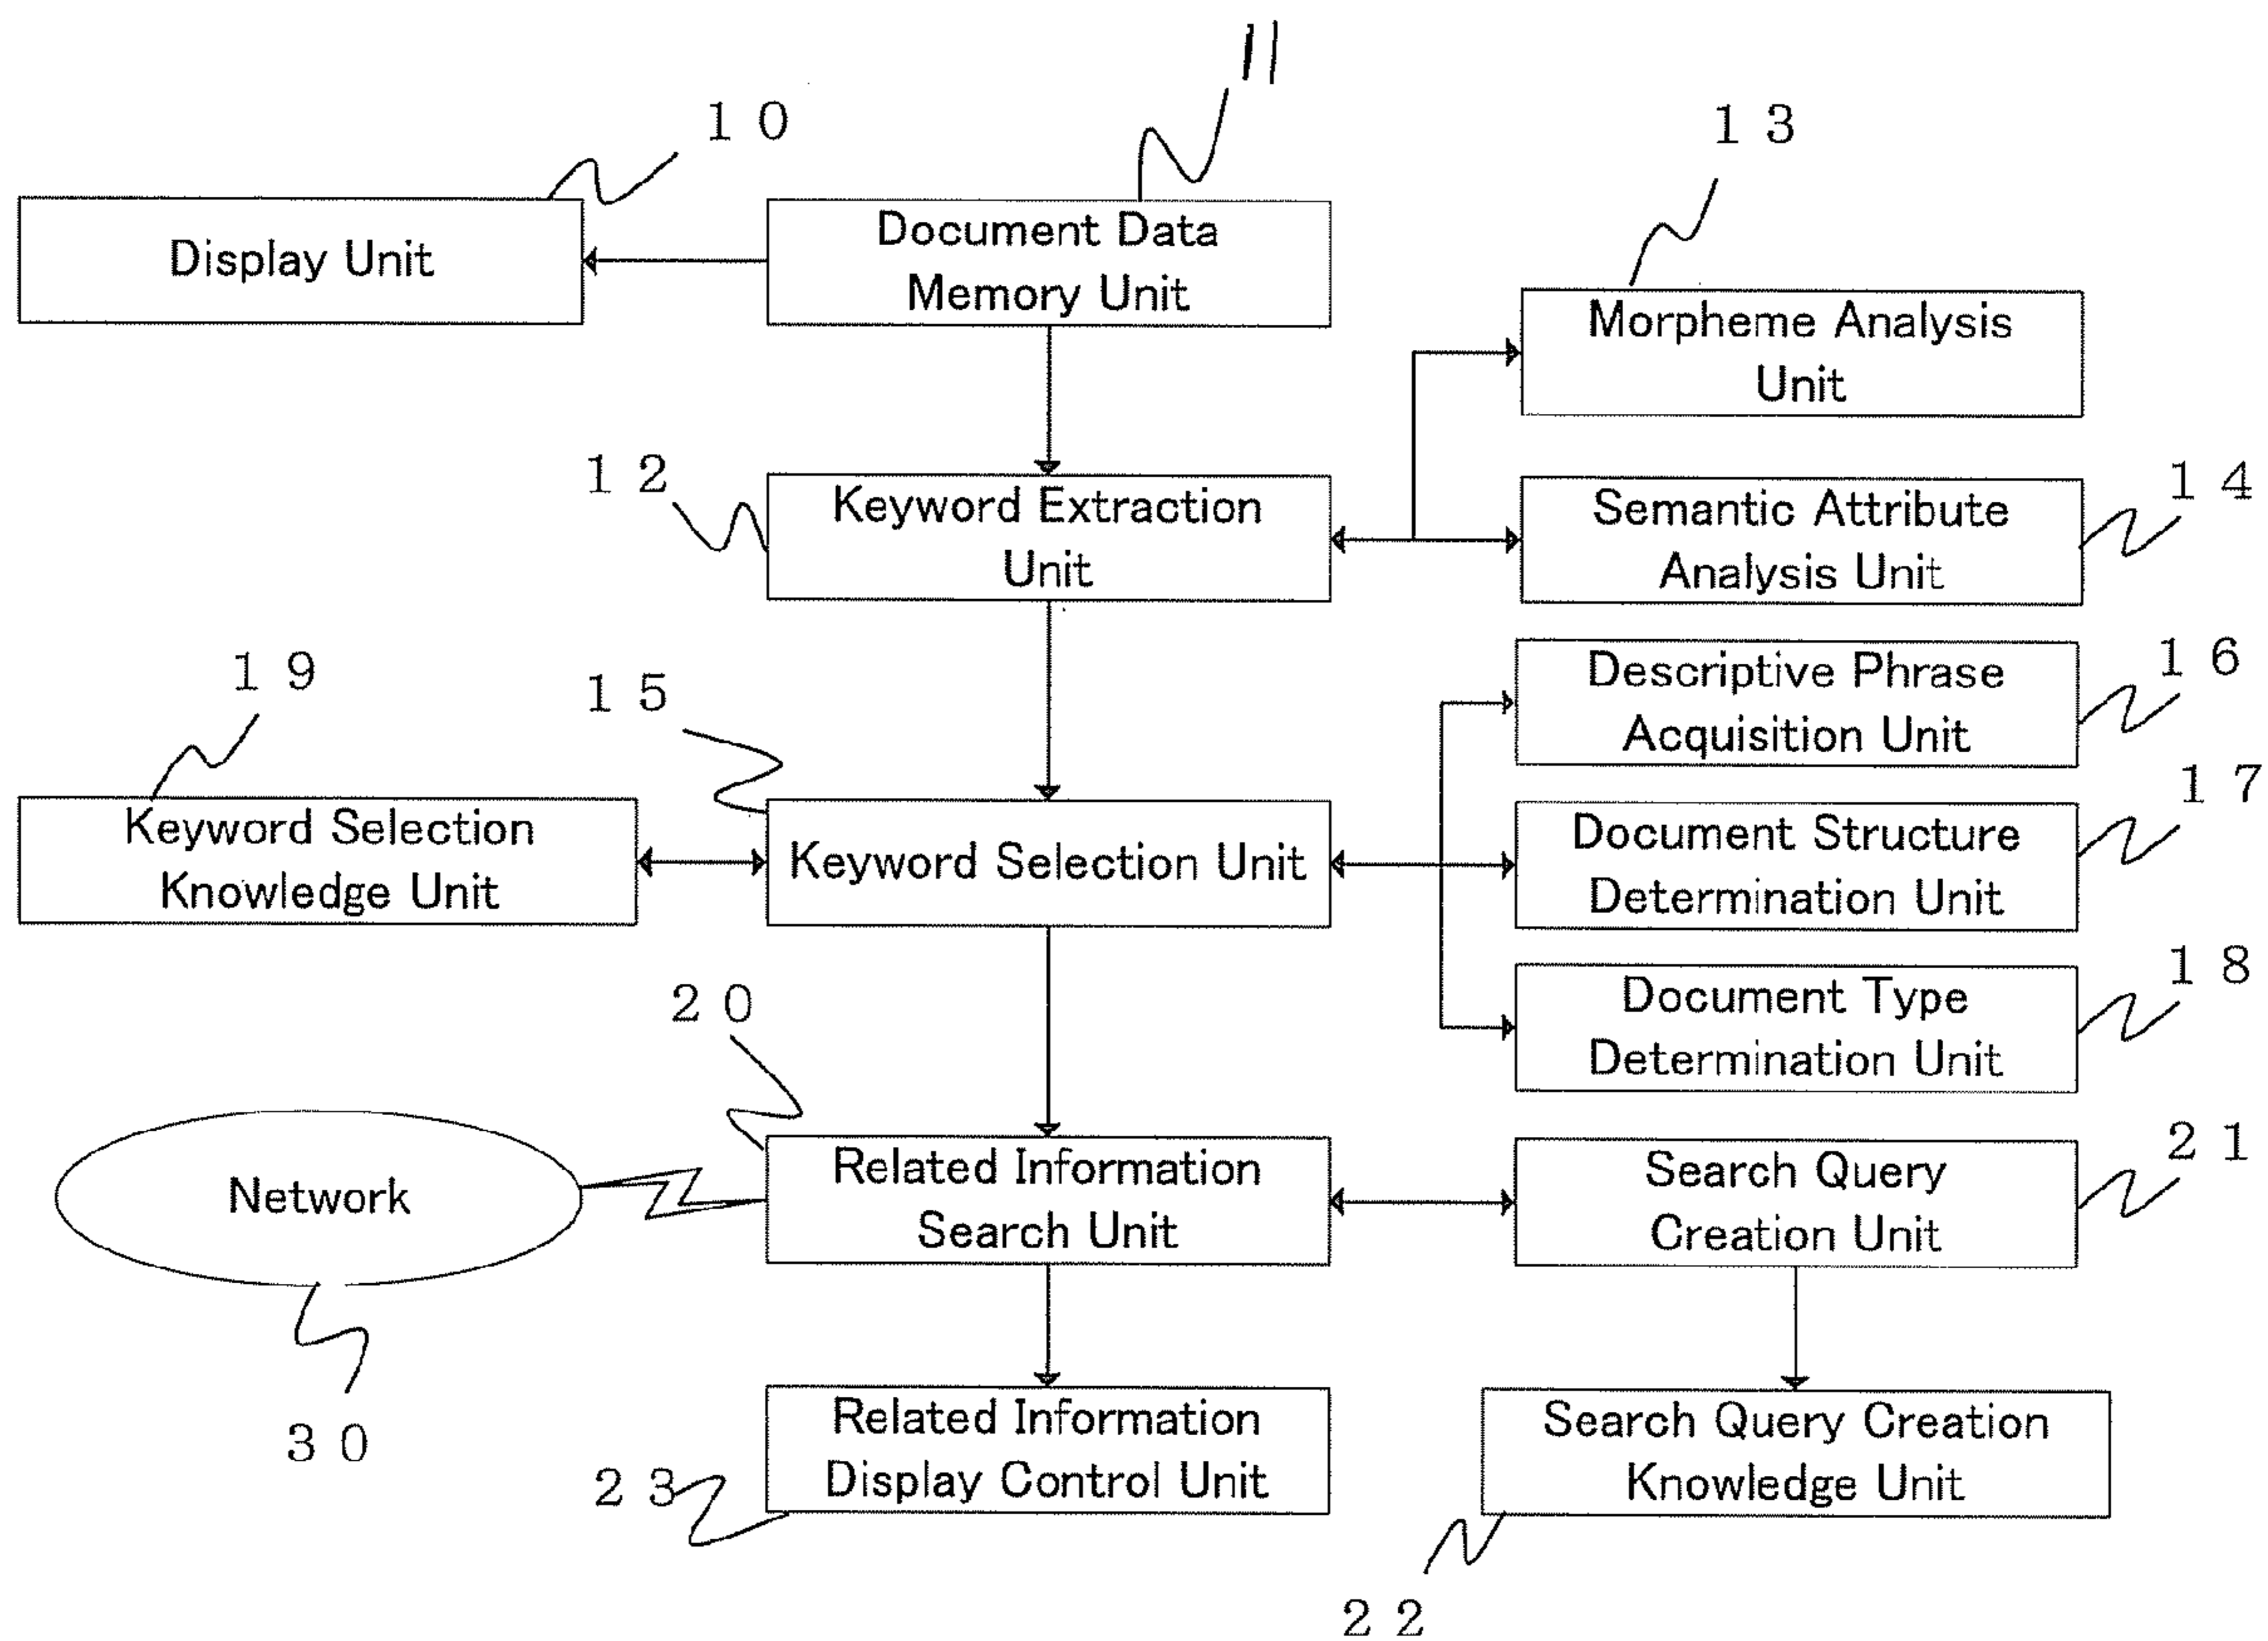 11
10
13
Display Unit
Document Data
Memory Unit
Morpheme Analysis
Unit
12
Keyword Extraction
Unit
Semantic Attribute
Analysis Unit
14
19
15
Descriptive Phrase
Acquisition Unit
16
Keyword Selection
Knowledge Unit
Keyword Selection Unit
Document Structure
Determination Unit
17
20
Document Type
Determination Unit
18
Network
30
Related Information
Search Unit
Search Query
Creation Unit
21
23
Related Information
Display Control Unit
Search Query Creation
Knowledge Unit
22